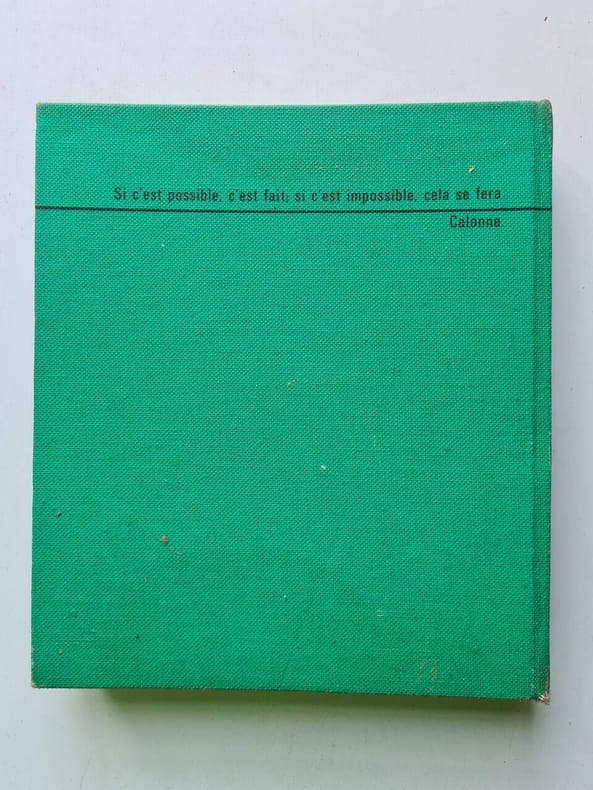 Si c'est possible, c'est fait; si c'est impossible, cela se fera
Calonne